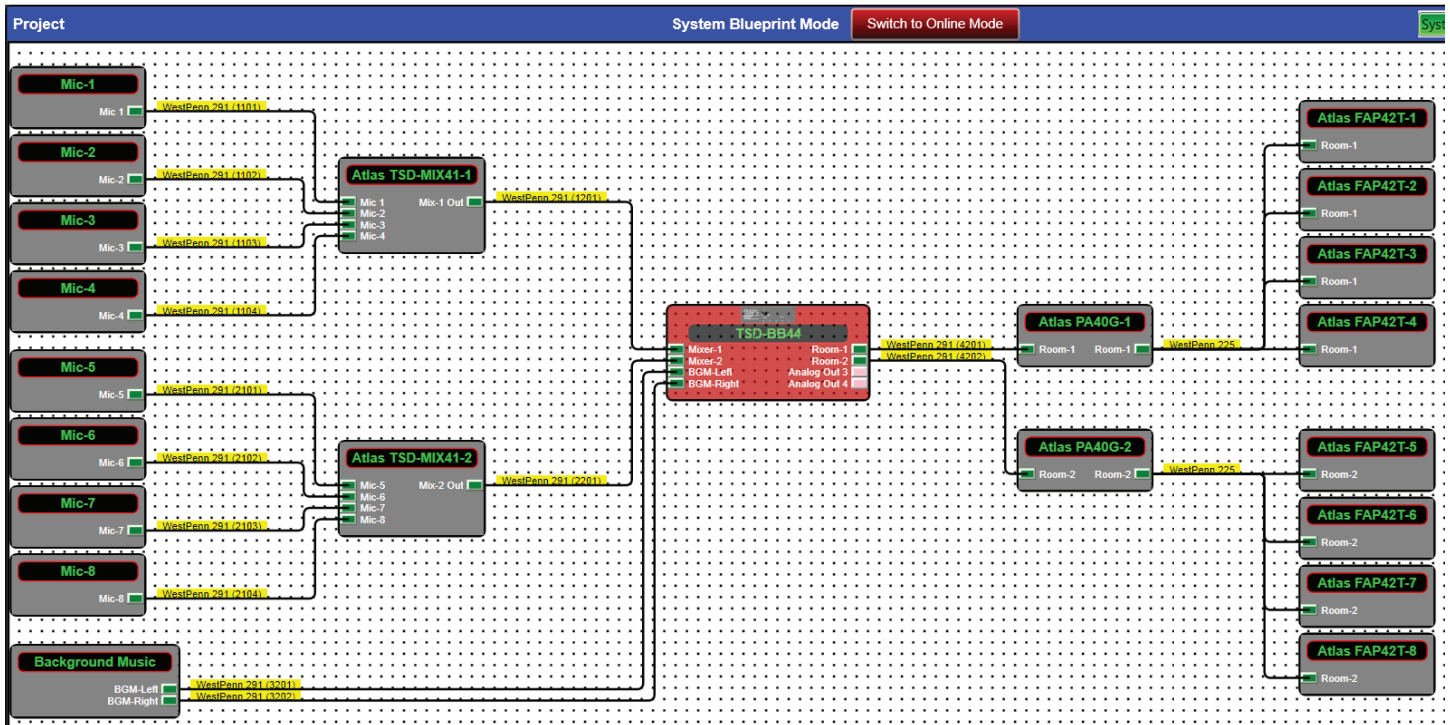 Project
System Blueprint Mode
Switch to Online Mode
Syst
Mic-1
Mic 1
WestPenn 291 (1101)
Mic-2
Mic-2
WestPenn 291 (1102)
Mic-3
Mic-3
WestPenn 291 (1103)
Mic-4
Mic-4
WestPenn 291 (1104)
Mic-5
Mic-5
WestPenn 291 (2101)
Mic-6
Mic-6
WestPenn 291 (2102)
Mic-7
Mic-7
WestPenn 291 (2103)
Mic-8
Mic-8
WestPenn 291 (2104)
Background Music
BGM-Left
WestPenn 291 (3201)
BGM-Right
WestPenn 291 (3202)
Atlas TSD-MIX41-1
Mic 1 Mix-1 Out
Mic-2
Mic-3
Mic-4
WestPenn 291 (1201)
Atlas TSD-MIX41-2
Mic-5 Mix-2 Out
Mic-6
Mic-7
Mic-8
WestPenn 291 (2201)
TSD-BB44
Mixer-1 Room-1
Mixer-2 Room-2
BGM-Left Analog Out 3
BGM-Right Analog Out 4
WestPenn 291 (4201)
WestPenn 291 (4202)
Atlas PA40G-1
Room-1 Room-1
WestPenn 225
Atlas PA40G-2
Room-2 Room-2
WestPenn 225
Atlas FAP42T-1
Room-1
Atlas FAP42T-2
Room-1
Atlas FAP42T-3
Room-1
Atlas FAP42T-4
Room-1
Atlas FAP42T-5
Room-2
Atlas FAP42T-6
Room-2
Atlas FAP42T-7
Room-2
Atlas FAP42T-8
Room-2